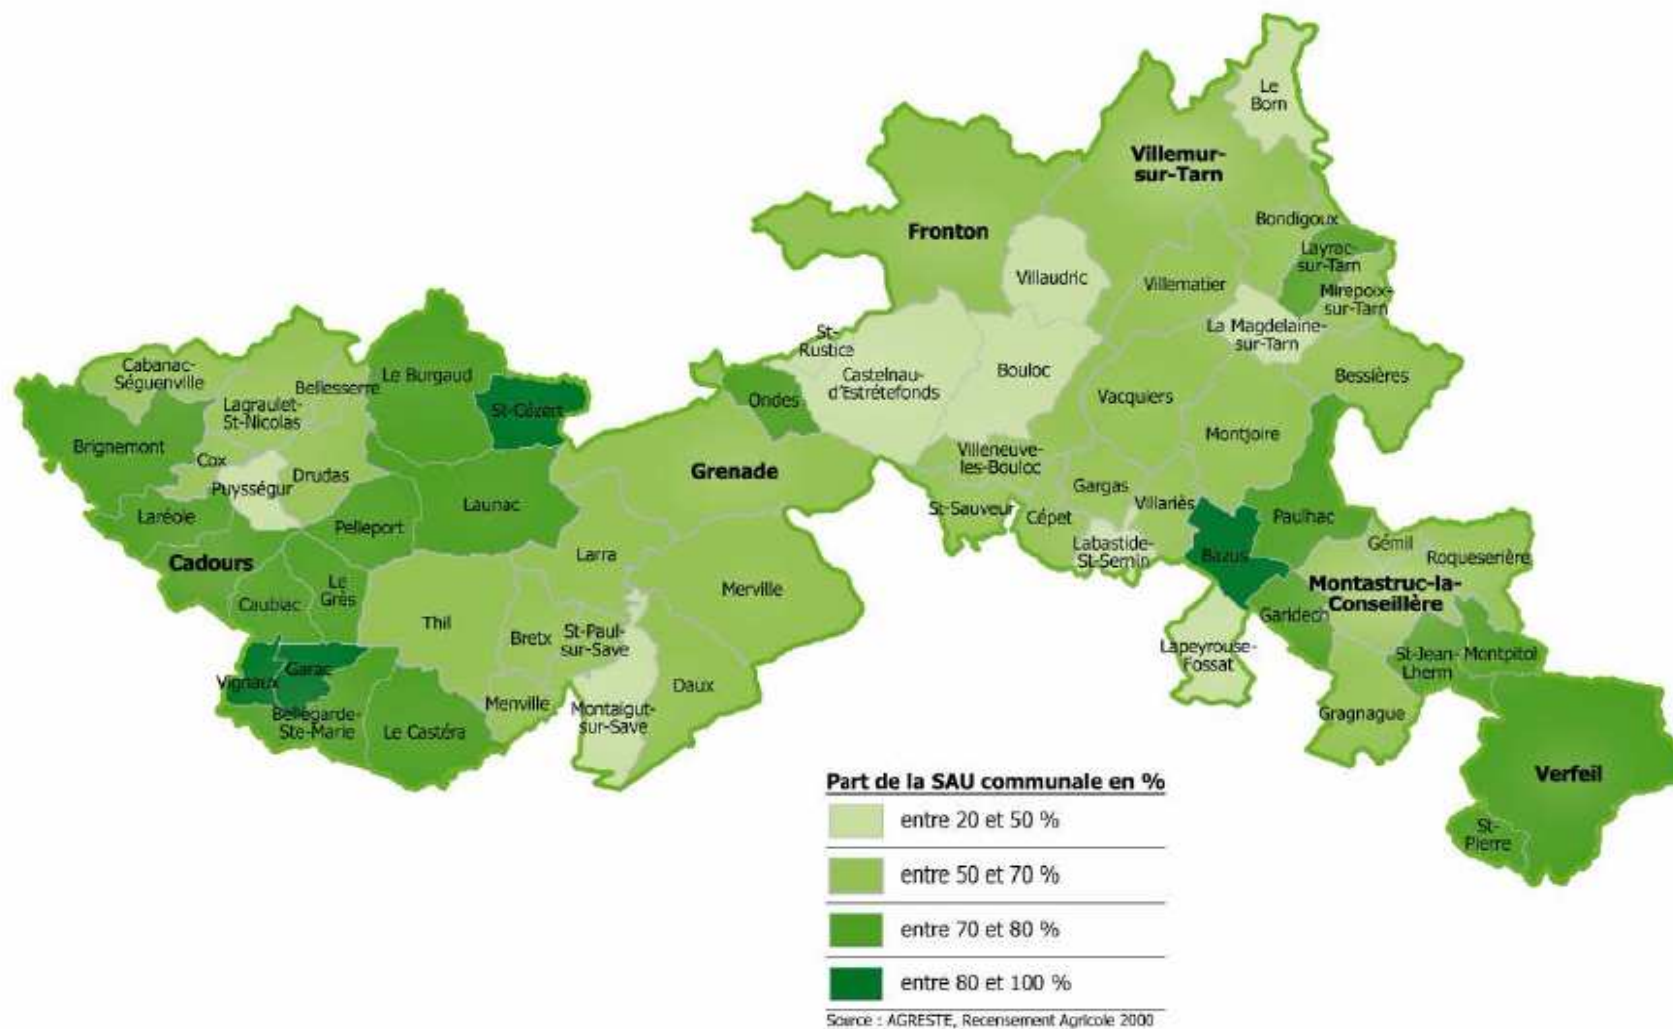 Le
Born
Villemur-
sur-Tarn
Bondigoux
Fronton
Layrac-
sur-Tarn
Villaudric
Villematier
Mirepoix-
sur-Tarn
La Magdelaine-
sur-Tarn
St-
Rustice
Castelnau-
d'Estrétefonds
Bouloc
Bessières
Vacquiers
Montjoire
Cabanac-
Séguenville
Bellesserre
Le Burgaud
Lagraulet-
St-Nicolas
St-Cézert
Ondes
Brignemont
Cox
Puysségur
Drudas
Grenade
Villeneuve-
les-Bouloc
Gargas
Villariès
St-Sauveur
Cépet
Labastide-
St-Sernin
Laréole
Pelleport
Launac
Paulhac
Bazus
Gémil
Roqueserière
Cadours
Larra
Montastruc-la-
Conseillère
Caubiac
Le
Grès
Merville
Garidech
Thil
Bretx
St-Paul-
sur-Save
Lapeyrouse-
Fossat
St-Jean-
Lherm
Montpitol
Vignaux
Garac
Menville
Daux
Montaigut-
sur-Save
Gragnague
Bellegarde-
Ste-Marie
Le Castéra
Verfeil
St-
Pierre
Part de la SAU communale en %
entre 20 et 50 %
entre 50 et 70 %
entre 70 et 80 %
entre 80 et 100 %
Source : AGRESTE, Recensement Agricole 2000